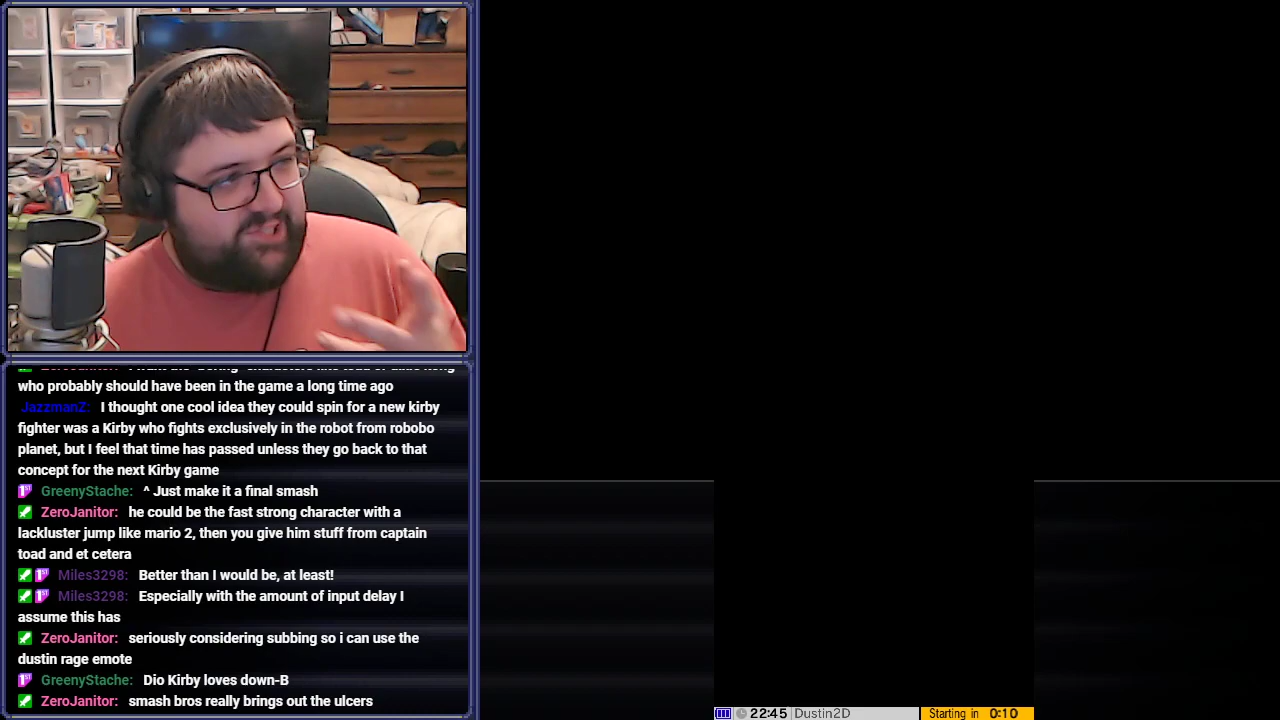 who probably should have been in the game a long time ago
JazzmanZ: I thought one cool idea they could spin for a new kirby
fighter was a Kirby who fights exclusively in the robot from robobo
planet, but I feel that time has passed unless they go back to that
concept for the next Kirby game
GreenyStache: ^ Just make it a final smash
ZeroJanitor: he could be the fast strong character with a
lackluster jump like mario 2, then you give him stuff from captain
toad and et cetera
Miles3298: Better than I would be, at least!
Miles3298: Especially with the amount of input delay I
assume this has
ZeroJanitor: seriously considering subbing so i can use the
dustin rage emote
GreenyStache: Dio Kirby loves down-B
ZeroJanitor: smash bros really brings out the ulcers
22:45 Dustin2D Starting in 0:10